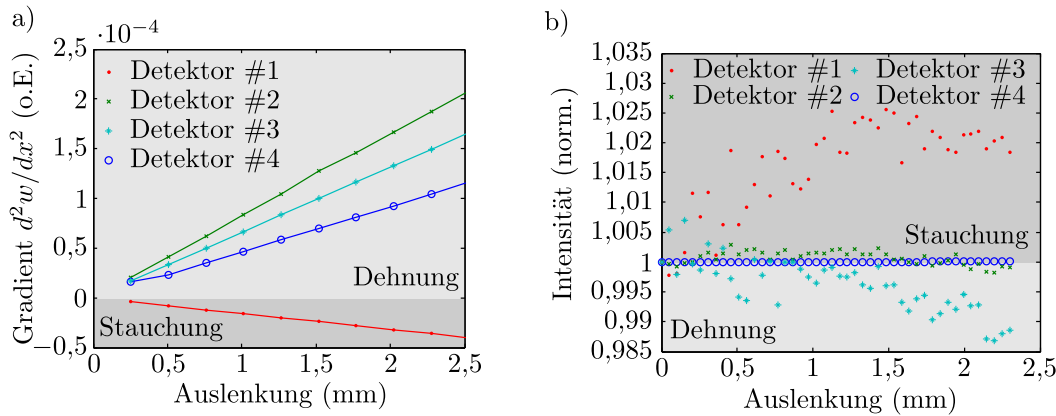 a)
·10⁻⁴
Gradient d²w/dx² (o.E.)
2,5
2
1,5
1
0,5
0
−0,5
Detektor #1
Detektor #2
Detektor #3
Detektor #4
Dehnung
Stauchung
0 0,5 1 1,5 2 2,5
Auslenkung (mm)
b)
Intensität (norm.)
1,035
1,03
1,025
1,02
1,015
1,01
1,005
1
0,995
0,99
0,985
Detektor #1 Detektor #3
Detektor #2 Detektor #4
Stauchung
Dehnung
0 0,5 1 1,5 2 2,5
Auslenkung (mm)